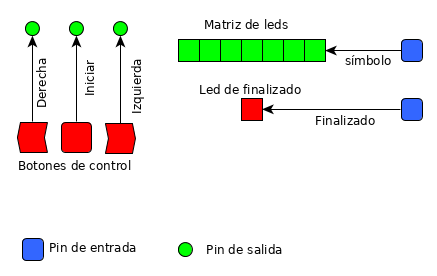 Matriz de leds
símbolo
Derecha
Iniciar
Izquierda
Led de finalizado
Finalizado
Botones de control
Pin de entrada
Pin de salida